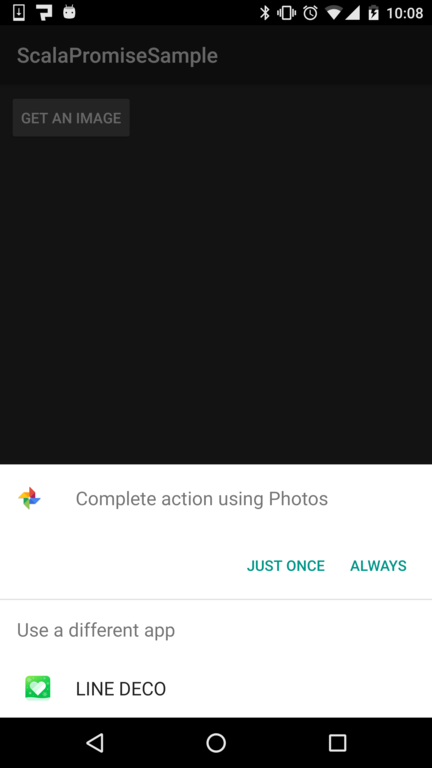 10:08
ScalaPromiseSample
GET AN IMAGE
Complete action using Photos
JUST ONCE ALWAYS
Use a different app
LINE DECO